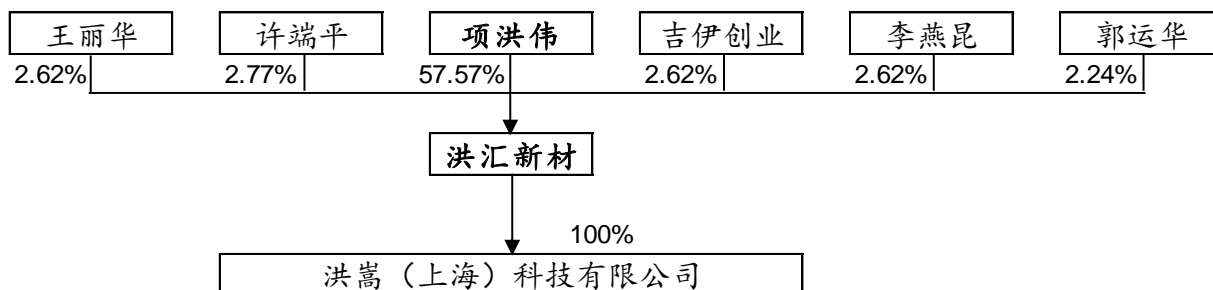 王丽华 许端平 项洪伟 吉伊创业 李燕昆 郭运华
2.62% 2.77% 57.57% 2.62% 2.62% 2.24%
洪汇新材
100%
洪嵩（上海）科技有限公司